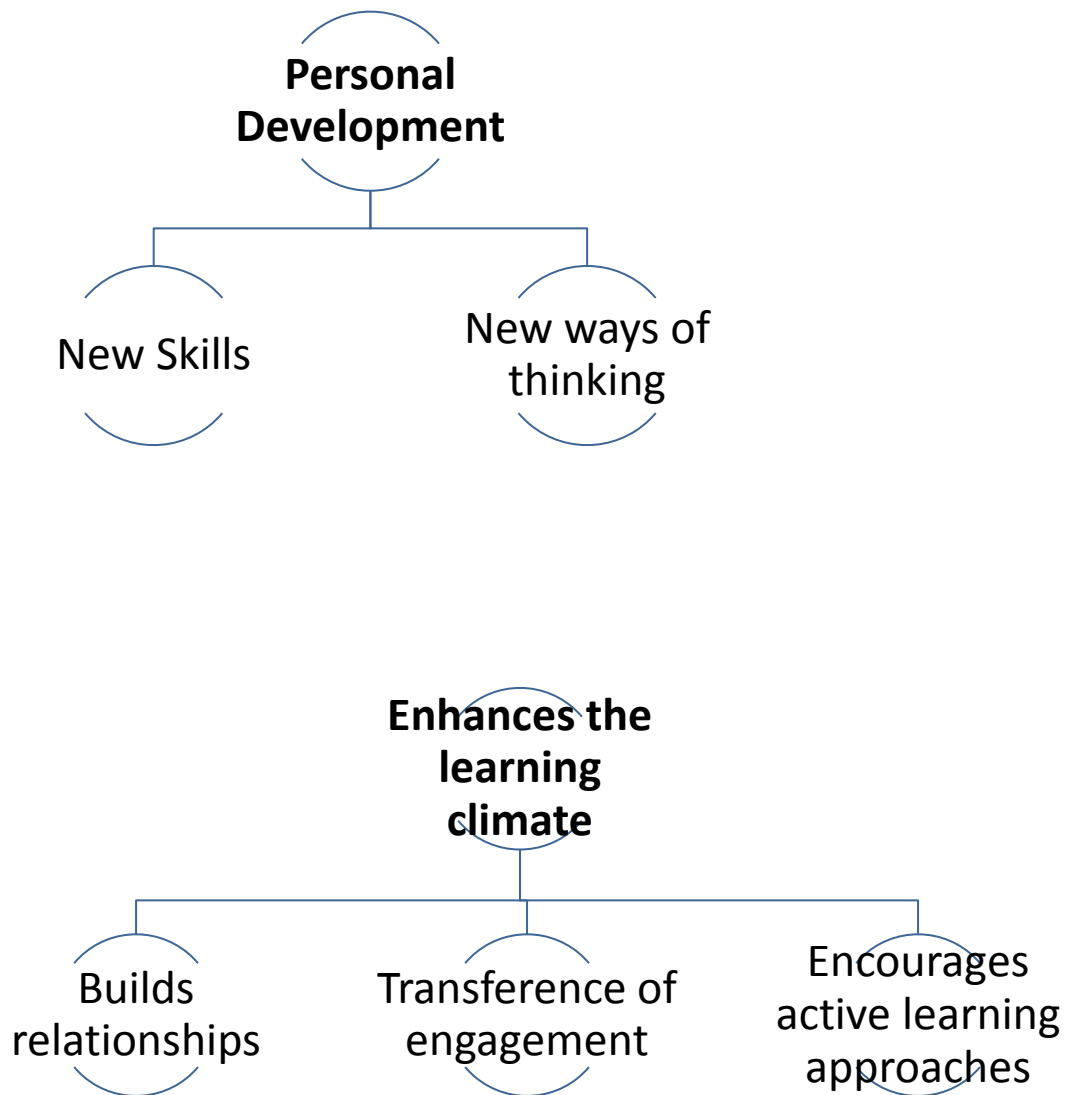 Personal
Development
New Skills
New ways of
thinking
Enhances the
learning
climate
Builds
relationships
Transference of
engagement
Encourages
active learning
approaches